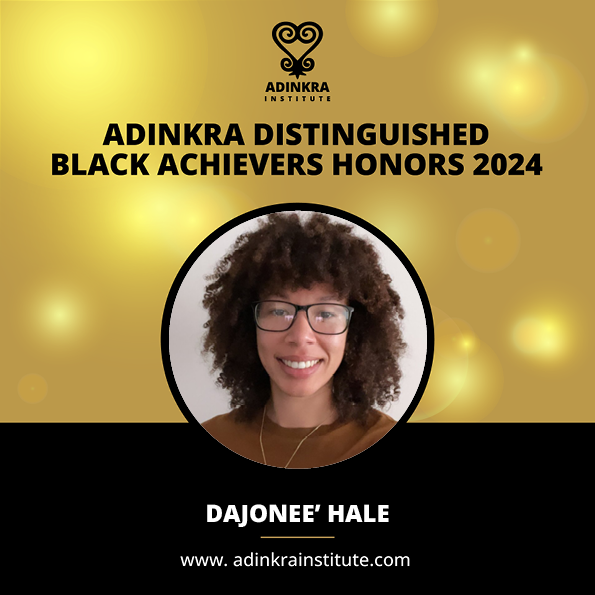 ADINKRA
INSTITUTE
ADINKRA DISTINGUISHED
BLACK ACHIEVERS HONORS 2024
DAJONEE’ HALE
www. adinkrainstitute.com